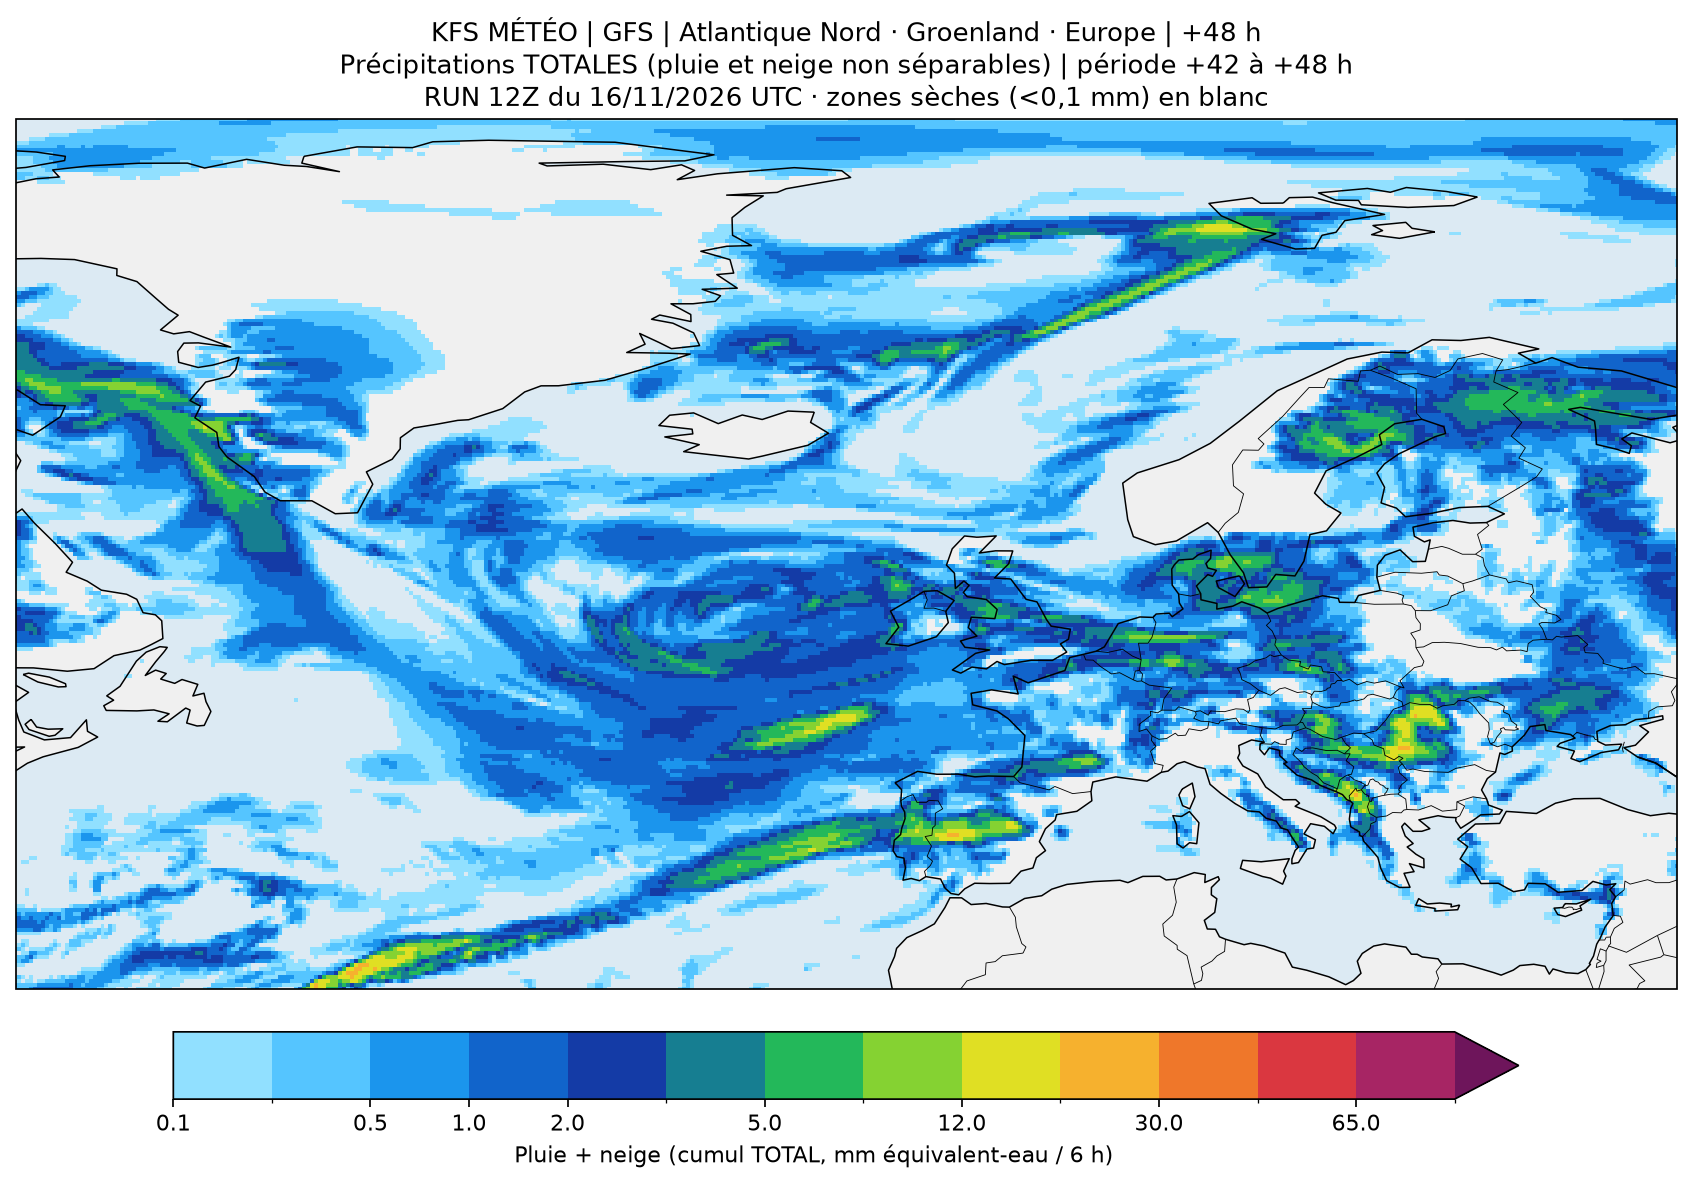 KFS MÉTÉO | GFS | Atlantique Nord · Groenland · Europe | +48 h
Précipitations TOTALES (pluie et neige non séparables) | période +42 à +48 h
RUN 12Z du 16/11/2026 UTC · zones sèches (<0,1 mm) en blanc
0.1 0.5 1.0 2.0 5.0 12.0 30.0 65.0
Pluie + neige (cumul TOTAL, mm équivalent-eau / 6 h)